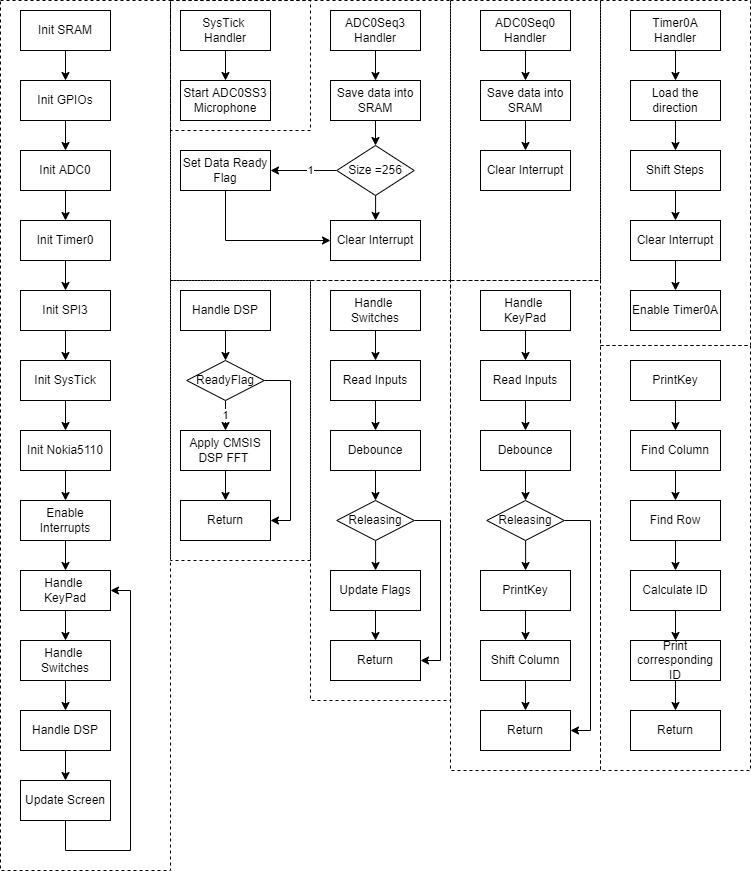 Init SRAM
Init GPIOs
Init ADC0
Init Timer0
Init SPI3
Init SysTick
Init Nokia5110
Enable
Interrupts
Handle
KeyPad
Handle
Switches
Handle DSP
Update Screen
SysTick
Handler
Start ADC0SS3
Microphone
ADC0Seq3
Handler
Save data into
SRAM
Size =256
1
Set Data Ready
Flag
Clear Interrupt
ADC0Seq0
Handler
Save data into
SRAM
Clear Interrupt
Timer0A
Handler
Load the
direction
Shift Steps
Clear Interrupt
Enable Timer0A
Handle DSP
ReadyFlag
1
Apply CMSIS
DSP FFT
Return
Handle
Switches
Read Inputs
Debounce
Releasing
Update Flags
Return
Handle
KeyPad
Read Inputs
Debounce
Releasing
PrintKey
Shift Column
Return
PrintKey
Find Column
Find Row
Calculate ID
Print
corresponding
ID
Return